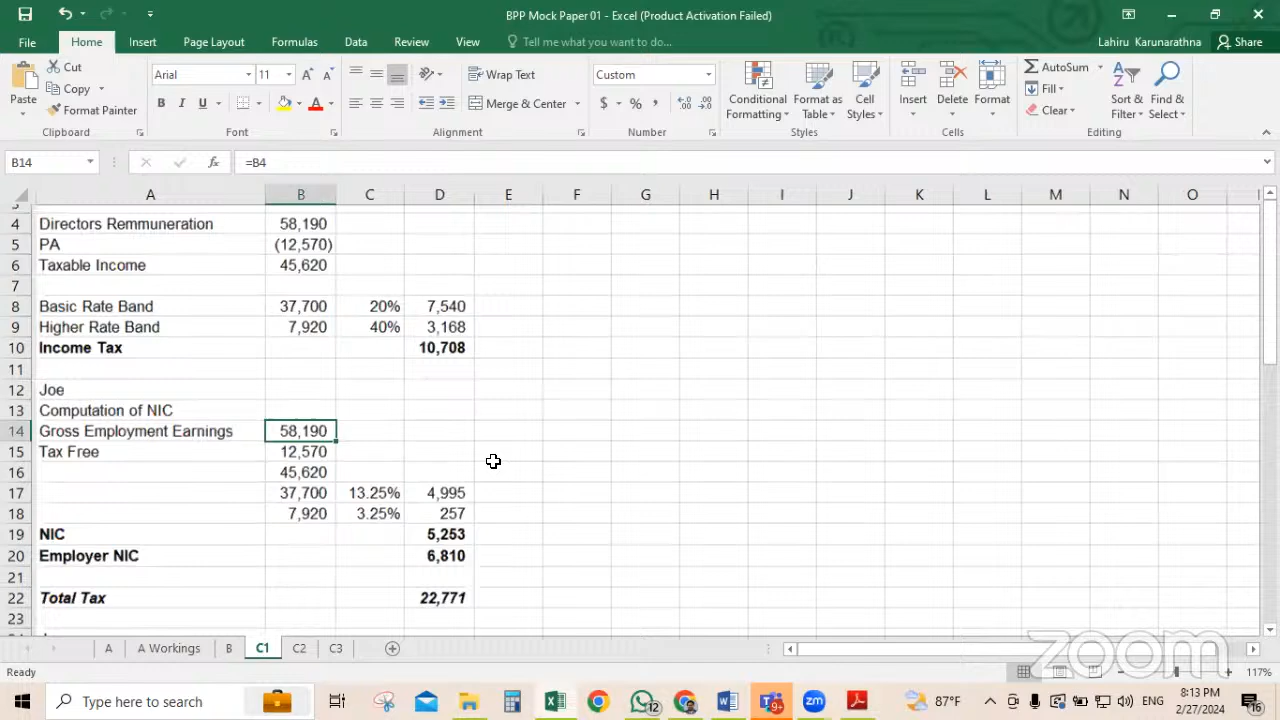 BPP Mock Paper 01 - Excel (Product Activation Failed)
File Home Insert Page Layout Formulas Data Review View Tell me what you want to do... Lahiru Karunarathna Share
Paste Cut Copy Format Painter Clipboard
Arial 11 B I U Font
Wrap Text Merge & Center Alignment
Custom $ % Number
Conditional Formatting Format as Table Cell Styles Styles
Insert Delete Format Cells
AutoSum Fill Clear Sort & Filter Find & Select Editing
B14 fx =B4
A B C D E F G H I J K L M N O
4 Directors Remmuneration 58,190
5 PA (12,570)
6 Taxable Income 45,620
7
8 Basic Rate Band 37,700 20% 7,540
9 Higher Rate Band 7,920 40% 3,168
10 Income Tax 10,708
11
12 Joe
13 Computation of NIC
14 Gross Employment Earnings 58,190
15 Tax Free 12,570
16 45,620
17 37,700 13.25% 4,995
18 7,920 3.25% 257
19 NIC 5,253
20 Employer NIC 6,810
21
22 Total Tax 22,771
23
A A Workings B C1 C2 C3
zoom
Ready 117%
Type here to search 12 9+ 87°F ENG 8:13 PM 2/27/2024 16